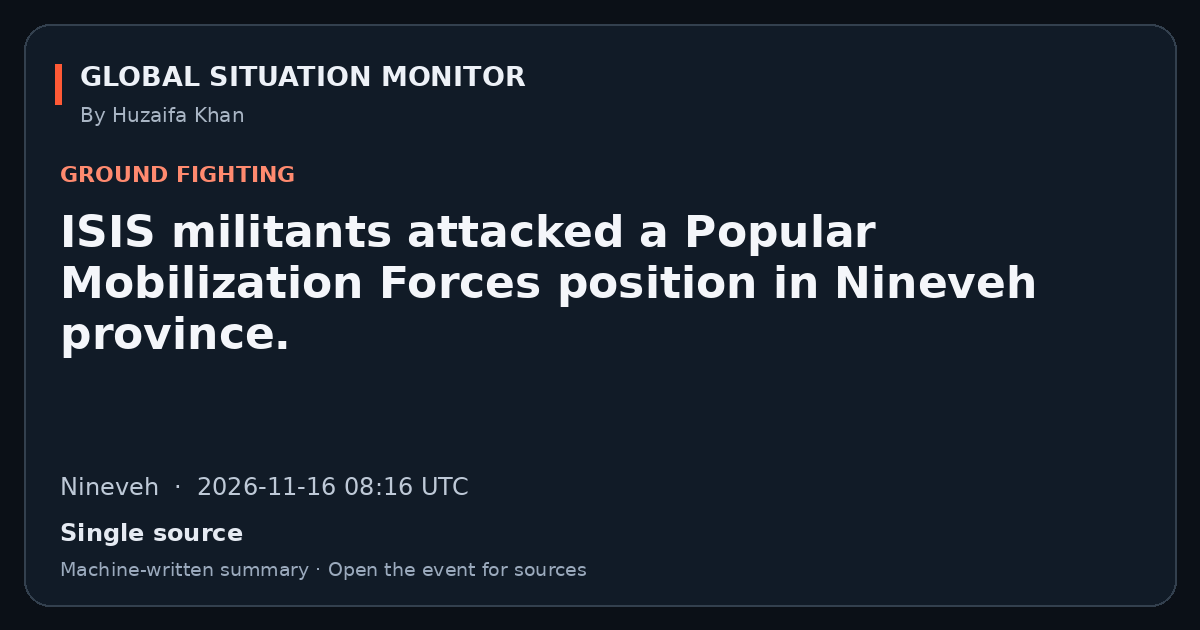 GLOBAL SITUATION MONITOR
By Huzaifa Khan
GROUND FIGHTING
ISIS militants attacked a Popular
Mobilization Forces position in Nineveh
province.
Nineveh · 2026-11-16 08:16 UTC
Single source
Machine-written summary · Open the event for sources